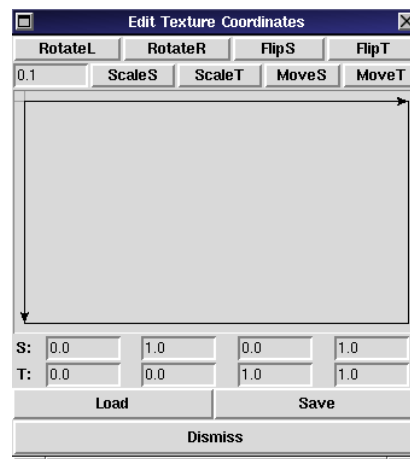 Edit Texture Coordinates
RotateL RotateR FlipS FlipT
0.1 ScaleS ScaleT MoveS MoveT
S: 0.0 1.0 0.0 1.0
T: 0.0 0.0 1.0 1.0
Load Save
Dismiss